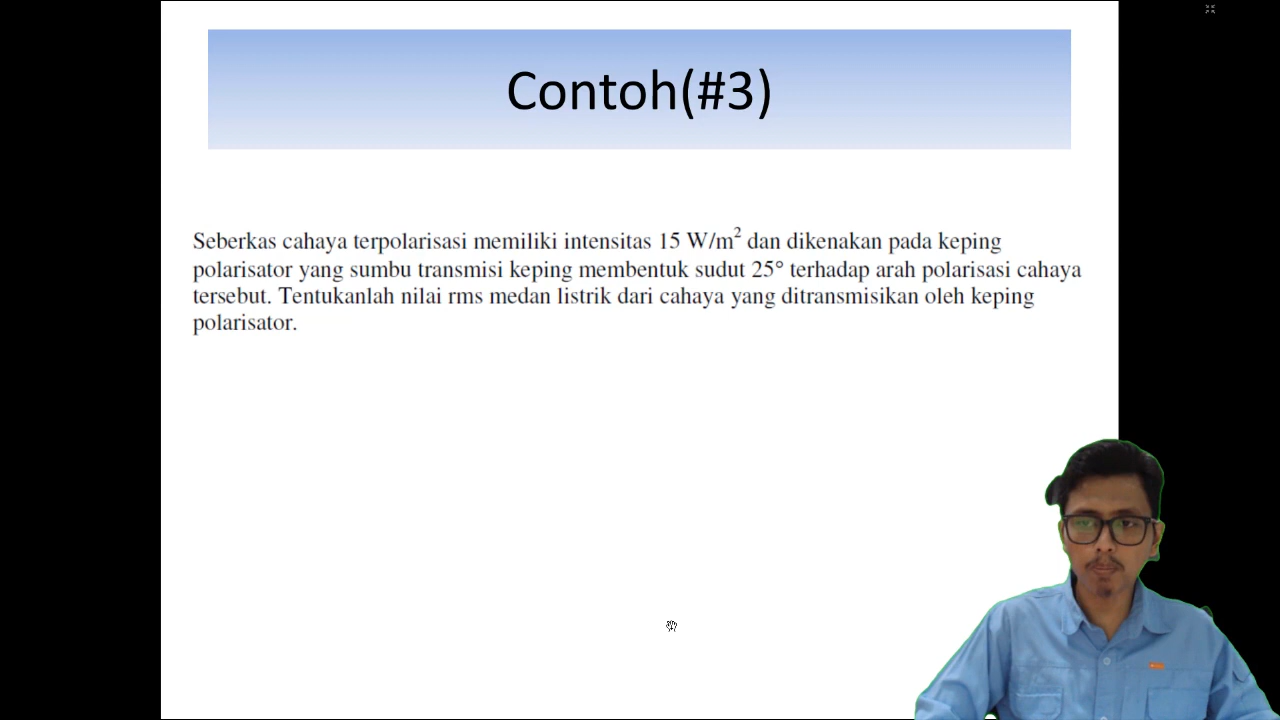 Contoh(#3)
Seberkas cahaya terpolarisasi memiliki intensitas 15 W/m² dan dikenakan pada keping
polarisator yang sumbu transmisi keping membentuk sudut 25° terhadap arah polarisasi cahaya
tersebut. Tentukanlah nilai rms medan listrik dari cahaya yang ditransmisikan oleh keping
polarisator.